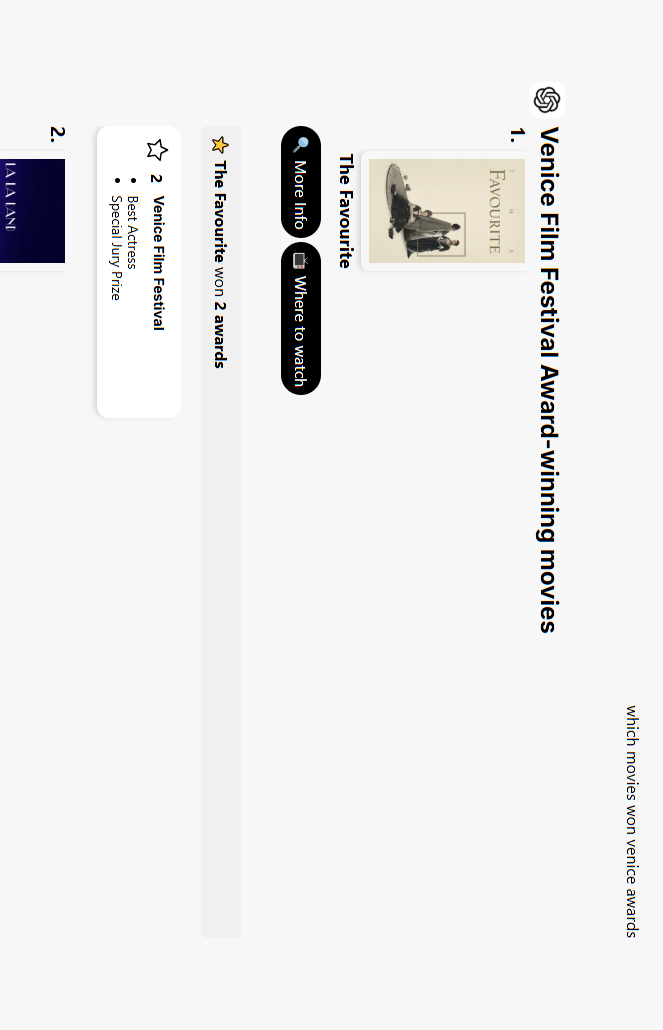 which movies won venice awards
Venice Film Festival Award-winning movies
1.
THE
FAVOURITE
The Favourite
More Info
Where to watch
The Favourite won 2 awards
2 Venice Film Festival
Best Actress
Special Jury Prize
2.
LA LA LAND